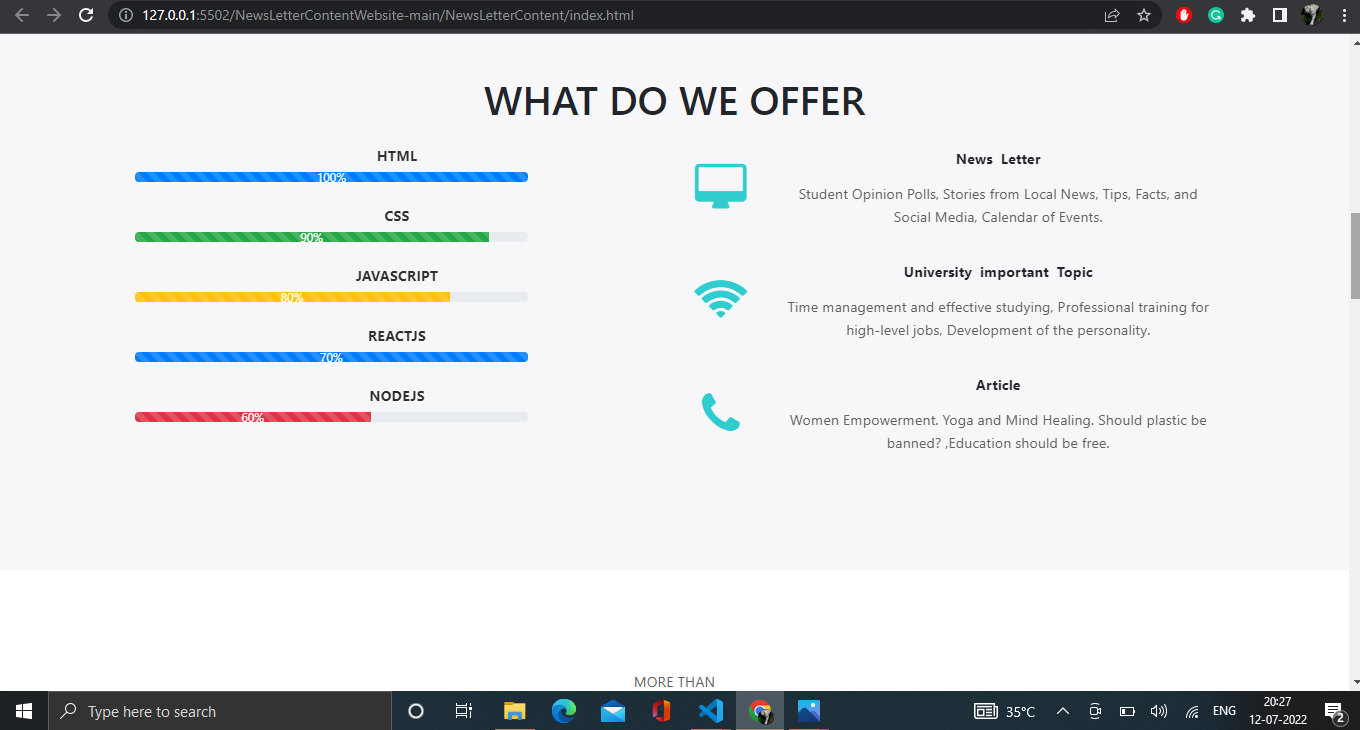 127.0.0.1:5502/NewsLetterContentWebsite-main/NewsLetterContent/index.html
WHAT DO WE OFFER
HTML
100%
CSS
90%
JAVASCRIPT
80%
REACTJS
70%
NODEJS
60%
News Letter
Student Opinion Polls, Stories from Local News, Tips, Facts, and
Social Media, Calendar of Events.
University important Topic
Time management and effective studying, Professional training for
high-level jobs, Development of the personality.
Article
Women Empowerment. Yoga and Mind Healing. Should plastic be
banned? ,Education should be free.
MORE THAN
Type here to search
35°C
ENG
20:27
12-07-2022
2